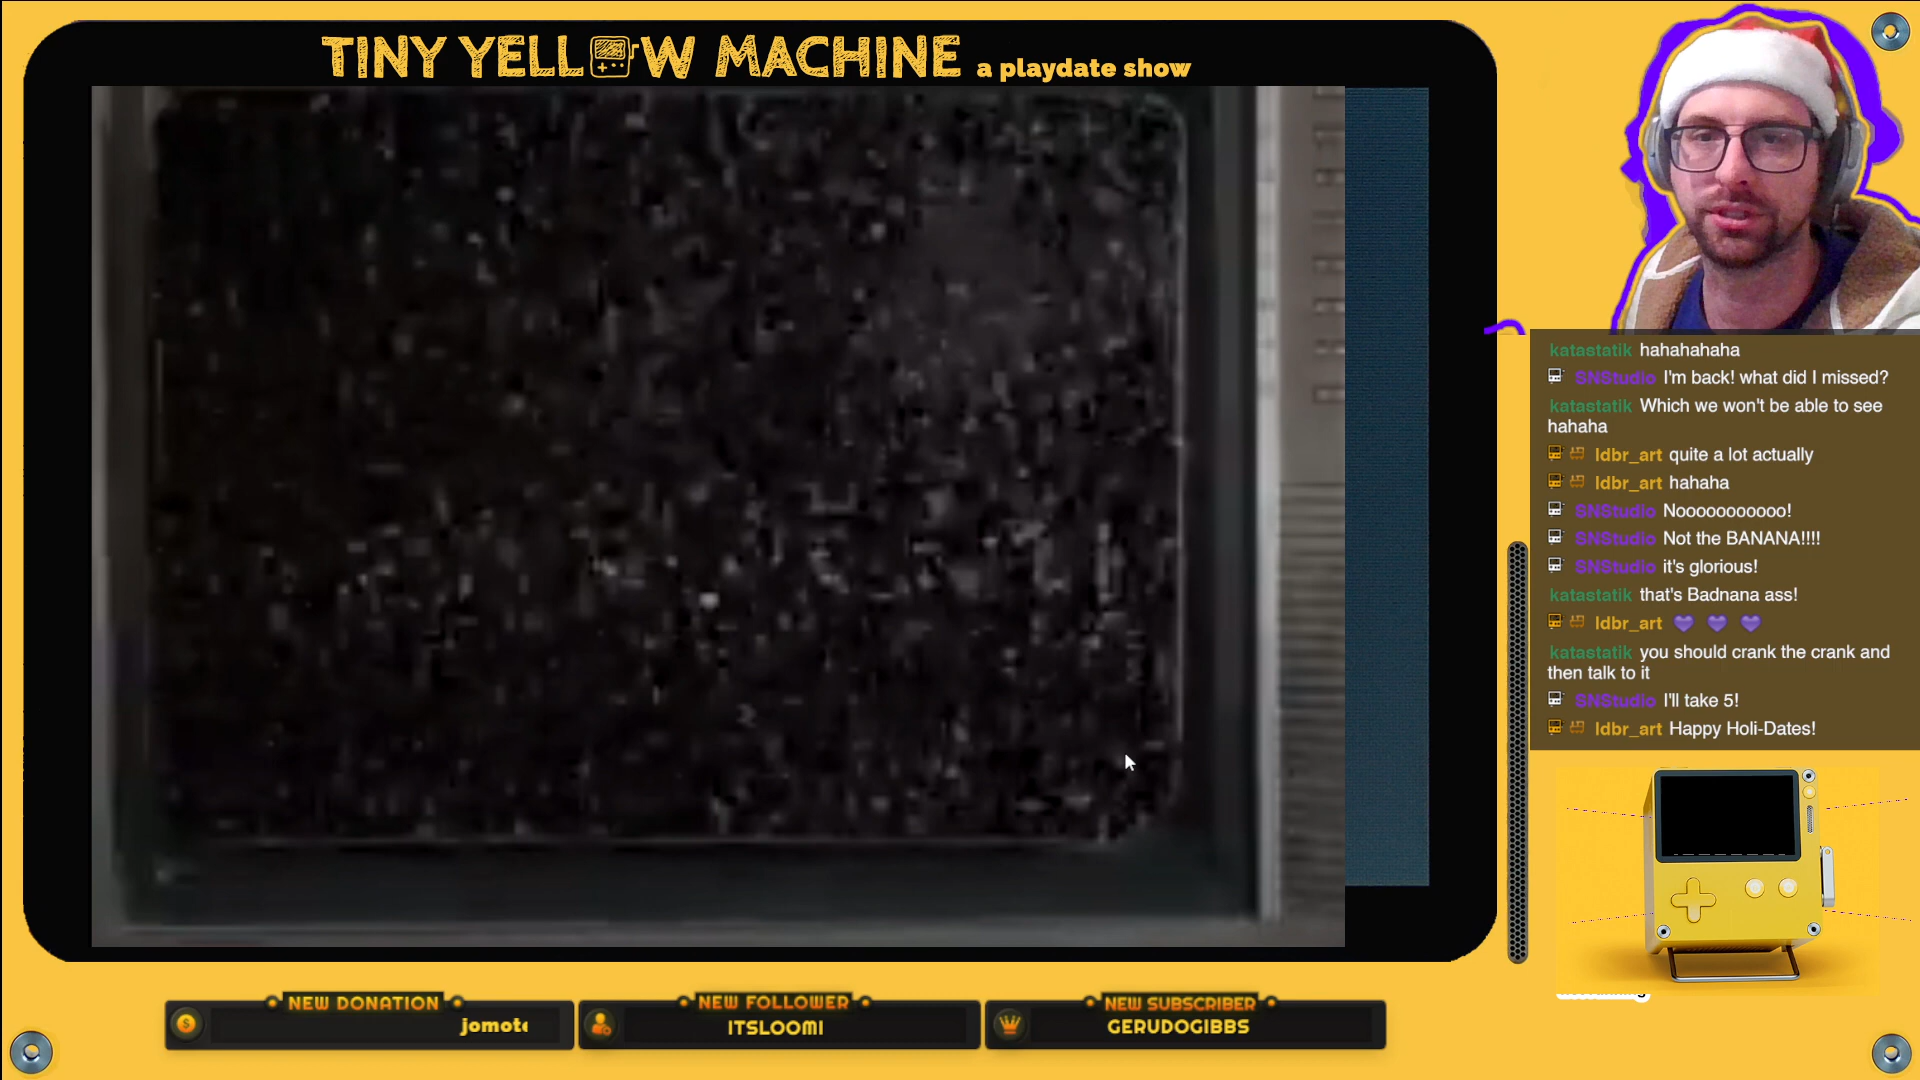 TINY YELLOW MACHINE a playdate show
katastatik hahahahaha
SNStudio I'm back! what did I missed?
katastatik Which we won't be able to see
hahaha
ldbr_art quite a lot actually
ldbr_art hahaha
SNStudio Nooooooooooo!
SNStudio Not the BANANA!!!!
SNStudio it's glorious!
katastatik that's Badnana ass!
ldbr_art 💜 💜 💜
katastatik you should crank the crank and
then talk to it
SNStudio I'll take 5!
ldbr_art Happy Holi-Dates!
NEW DONATION
jomot
NEW FOLLOWER
ITSLOOMI
NEW SUBSCRIBER
GERUDOGIBBS